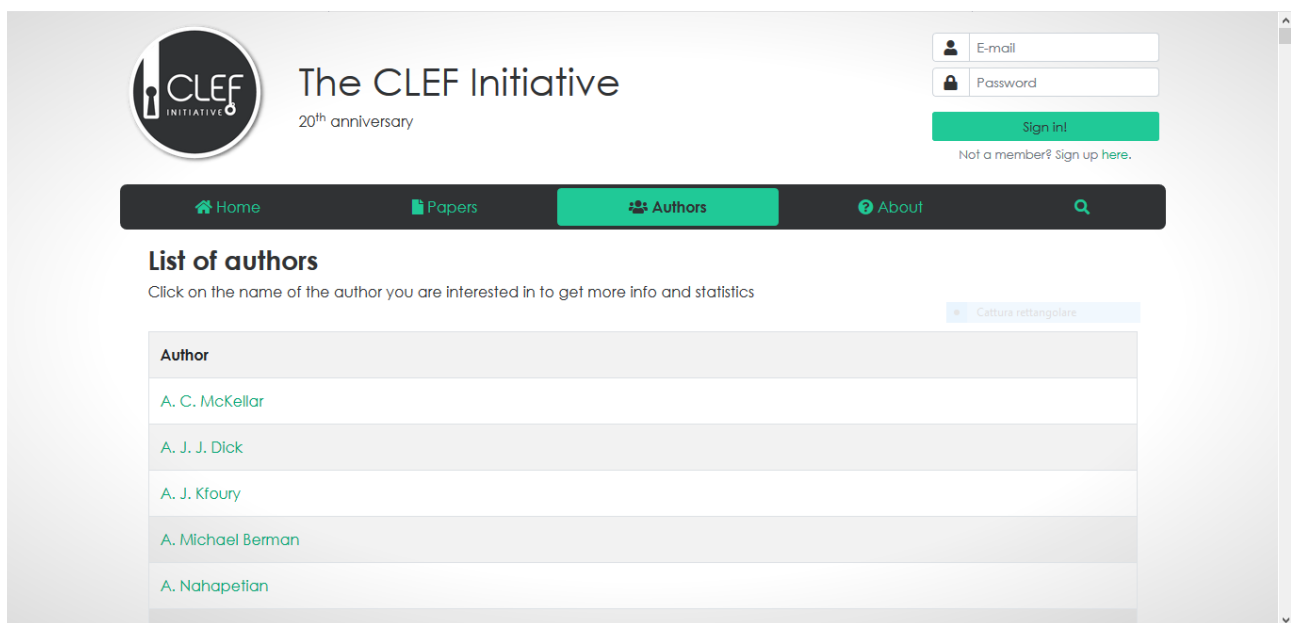 CLEF
INITIATIVE
The CLEF Initiative
20th anniversary
E-mail
Password
Sign in!
Not a member? Sign up here.
Home Papers Authors About
List of authors
Click on the name of the author you are interested in to get more info and statistics
Cattura rettangolare
Author
A. C. McKellar
A. J. J. Dick
A. J. Kfoury
A. Michael Berman
A. Nahapetian